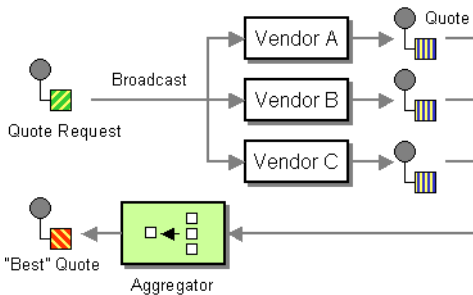 Vendor A
Quote
Broadcast
Vendor B
Quote Request
Vendor C
"Best" Quote
Aggregator